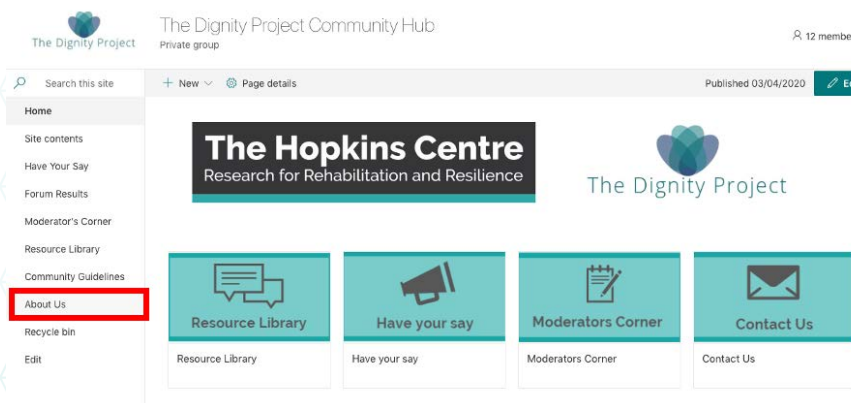 The Dignity Project
The Dignity Project Community Hub
Private group
12 membe
Search this site
+ New
Page details
Published 03/04/2020
Home
Site contents
Have Your Say
Forum Results
Moderator's Corner
Resource Library
Community Guidelines
About Us
Recycle bin
Edit
The Hopkins Centre
Research for Rehabilitation and Resilience
The Dignity Project
Resource Library
Have your say
Moderators Corner
Contact Us
Resource Library
Have your say
Moderators Corner
Contact Us